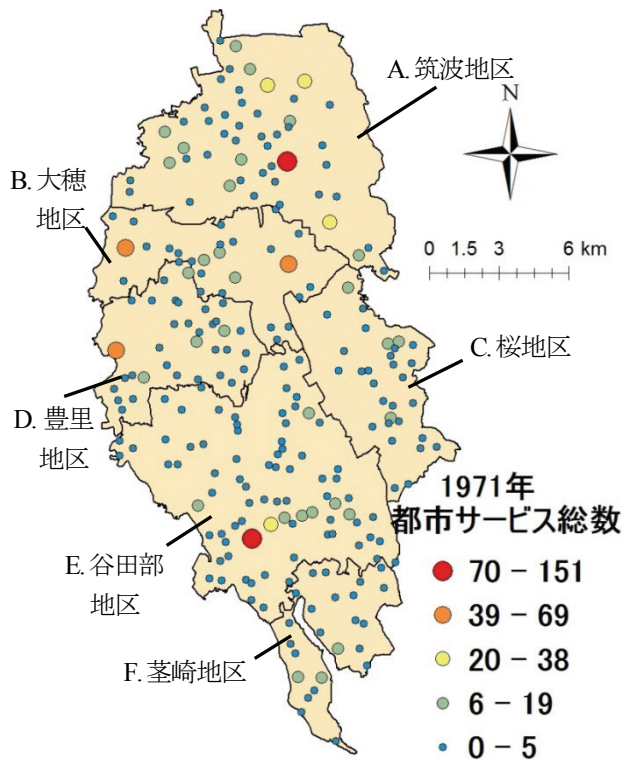 A. 筑波地区
N
B. 大穂
地区
0 1.5 3 6 km
C. 桜地区
D. 豊里
地区
1971年
都市サービス総数
70 – 151
E. 谷田部
地区
39 – 69
20 – 38
F. 茎崎地区
6 – 19
0 – 5